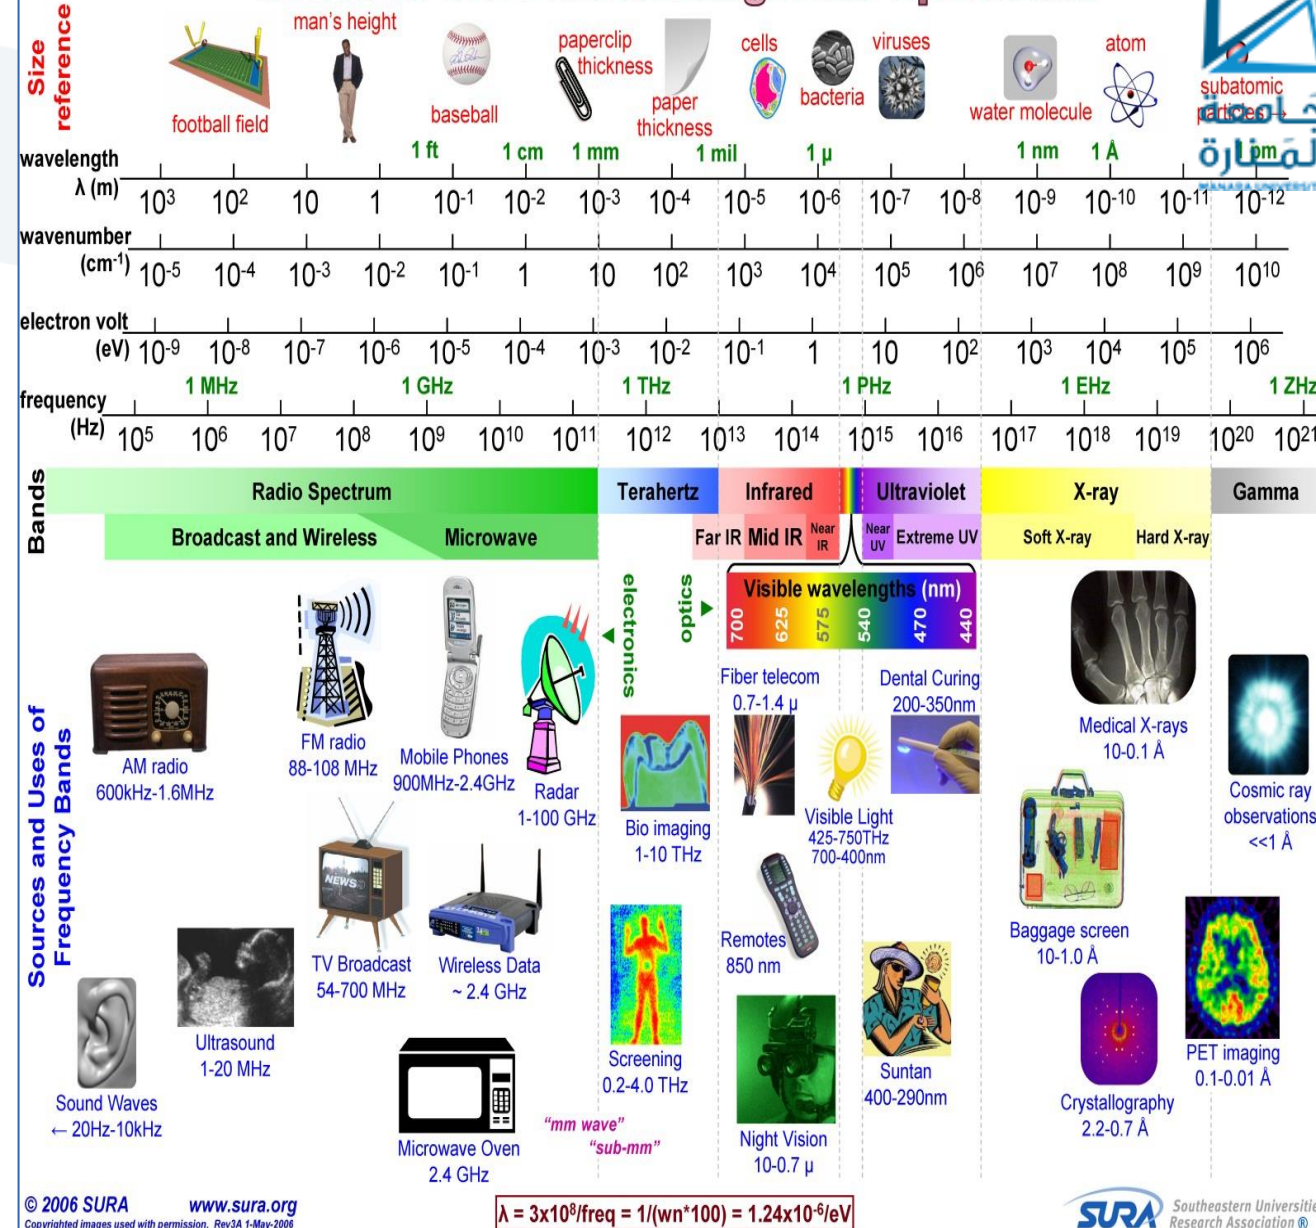 Size
reference
football field
man's height
baseball
paperclip
thickness
paper
thickness
cells
bacteria
viruses
water molecule
atom
subatomic
particles →
جامعة
المنارة
MANARA UNIVERSITY
1 ft 1 cm 1 mm 1 mil 1 µ 1 nm 1 Å 1 pm
wavelength
λ (m)
10³ 10² 10 1 10⁻¹ 10⁻² 10⁻³ 10⁻⁴ 10⁻⁵ 10⁻⁶ 10⁻⁷ 10⁻⁸ 10⁻⁹ 10⁻¹⁰ 10⁻¹¹ 10⁻¹²
wavenumber
(cm⁻¹)
10⁻⁵ 10⁻⁴ 10⁻³ 10⁻² 10⁻¹ 1 10 10² 10³ 10⁴ 10⁵ 10⁶ 10⁷ 10⁸ 10⁹ 10¹⁰
electron volt
(eV)
10⁻⁹ 10⁻⁸ 10⁻⁷ 10⁻⁶ 10⁻⁵ 10⁻⁴ 10⁻³ 10⁻² 10⁻¹ 1 10 10² 10³ 10⁴ 10⁵ 10⁶
1 MHz 1 GHz 1 THz 1 PHz 1 EHz 1 ZHz
frequency
(Hz)
10⁵ 10⁶ 10⁷ 10⁸ 10⁹ 10¹⁰ 10¹¹ 10¹² 10¹³ 10¹⁴ 10¹⁵ 10¹⁶ 10¹⁷ 10¹⁸ 10¹⁹ 10²⁰ 10²¹
Bands
Radio Spectrum Terahertz Infrared Ultraviolet X-ray Gamma
Broadcast and Wireless Microwave
Far IR Mid IR Near
IR
Near
UV
Extreme UV
Soft X-ray Hard X-ray
electronics
optics
Visible wavelengths (nm)
700 625 575 540 470 440
Sources and Uses of
Frequency Bands
AM radio
600kHz-1.6MHz
FM radio
88-108 MHz
Mobile Phones
900MHz-2.4GHz
Radar
1-100 GHz
Bio imaging
1-10 THz
Fiber telecom
0.7-1.4 µ
Visible Light
425-750THz
700-400nm
Dental Curing
200-350nm
Medical X-rays
10-0.1 Å
Cosmic ray
observations
<<1 Å
NEWS
TV Broadcast
54-700 MHz
Wireless Data
~ 2.4 GHz
Remotes
850 nm
Baggage screen
10-1.0 Å
Sound Waves
← 20Hz-10kHz
Ultrasound
1-20 MHz
Microwave Oven
2.4 GHz
Screening
0.2-4.0 THz
"mm wave"
"sub-mm"
Night Vision
10-0.7 µ
Suntan
400-290nm
Crystallography
2.2-0.7 Å
PET imaging
0.1-0.01 Å
© 2006 SURA www.sura.org
Copyrighted images used with permission. Rev3A 1-May-2006
λ = 3x10⁸/freq = 1/(wn*100) = 1.24x10⁻⁶/eV
SURA
Southeastern Universitie
Research Association ®